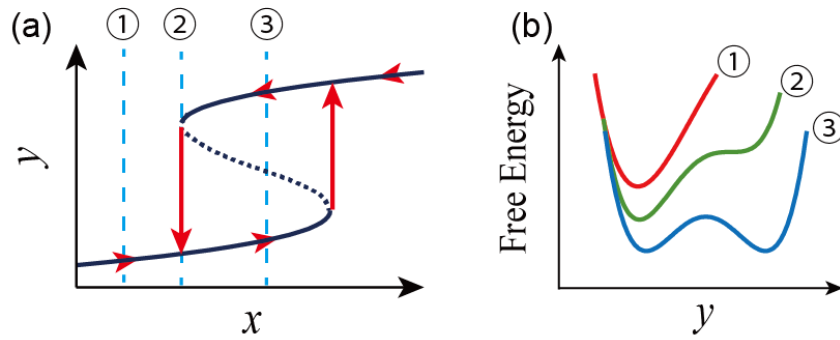 (a)
① ② ③
y
x
(b)
Free Energy
①
②
③
y